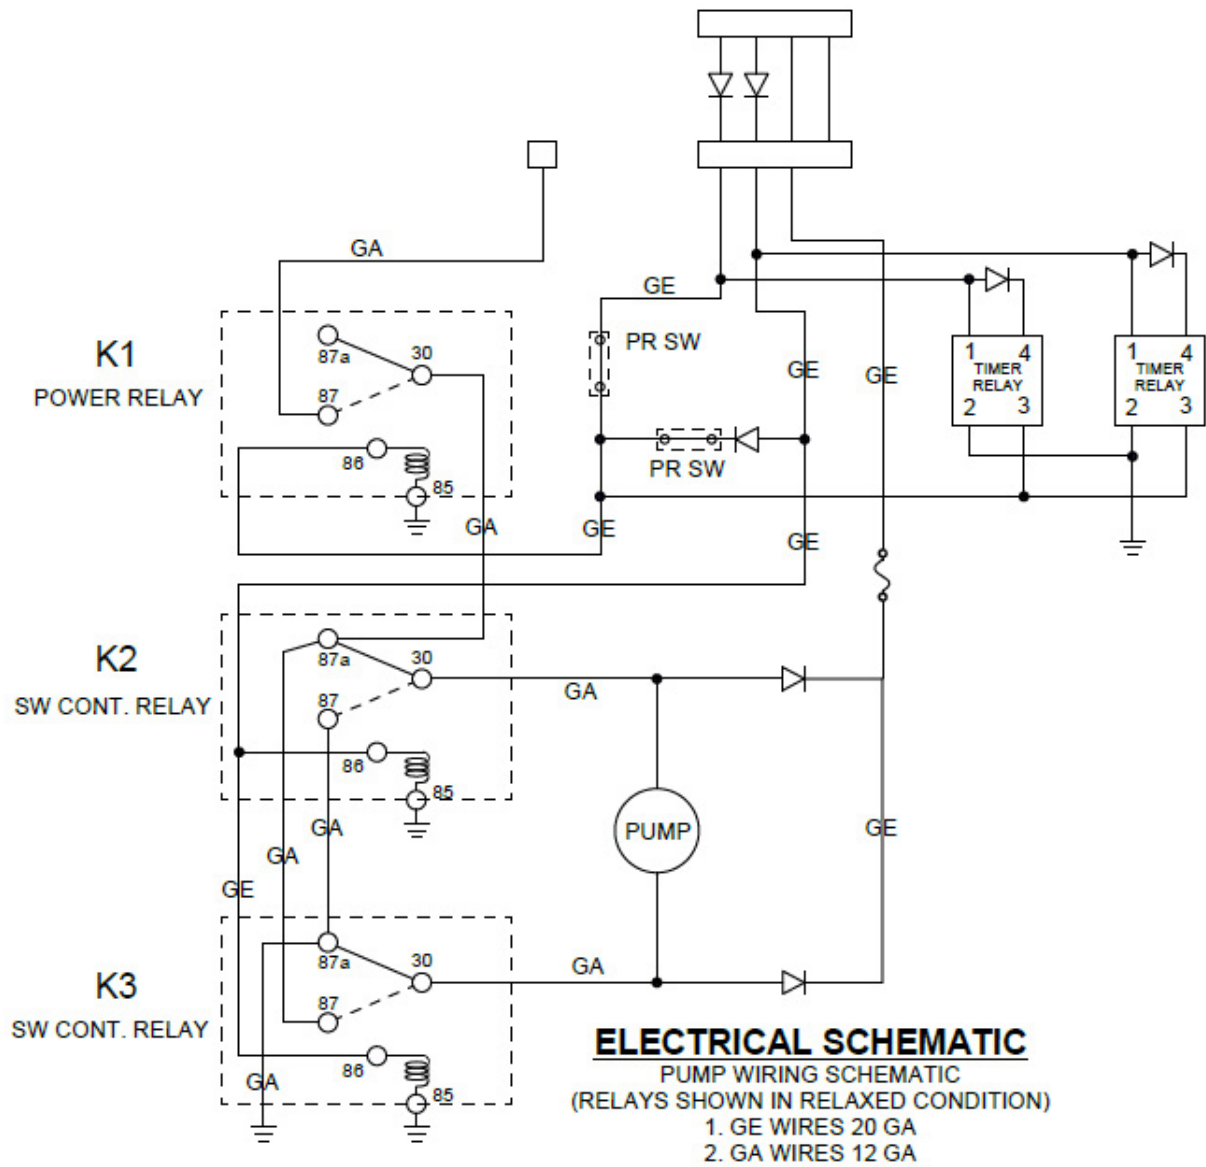 GA
GE
K1
POWER RELAY
87a
30
87
86
85
GA
PR SW
PR SW
GE
GE
GE
GE
1 4
TIMER
RELAY
2 3
1 4
TIMER
RELAY
2 3
K2
SW CONT. RELAY
87a
30
87
86
85
GA
PUMP
GE
GA
GA
GE
K3
SW CONT. RELAY
87a
30
87
86
85
GA
GA
ELECTRICAL SCHEMATIC
PUMP WIRING SCHEMATIC
(RELAYS SHOWN IN RELAXED CONDITION)
1. GE WIRES 20 GA
2. GA WIRES 12 GA